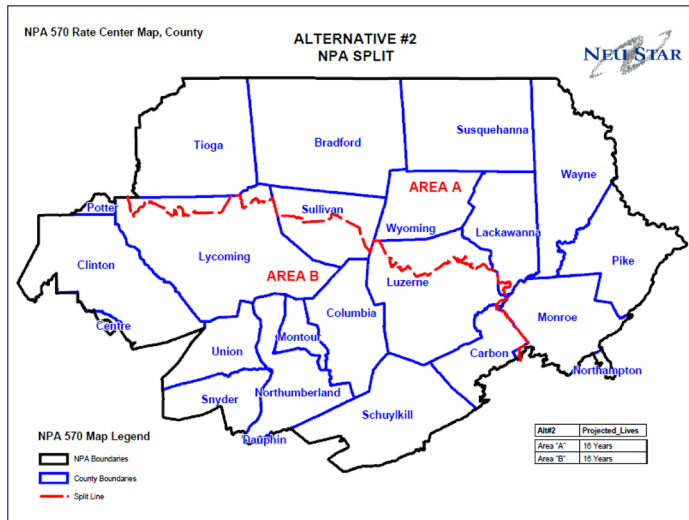 NPA 570 Rate Center Map, County
ALTERNATIVE #2
NPA SPLIT
NEUSTAR
Tioga
Bradford
Susquehanna
Wayne
AREA A
Potter
Sullivan
Wyoming
Lackawanna
Clinton
Lycoming
AREA B
Luzerne
Pike
Columbia
Monroe
Centre
Union
Montour
Carbon
Northampton
Snyder
Northumberland
Schuylkill
Dauphin
Alt#2 Projected_Lives
Area "A" 16 Years
Area "B" 16 Years
NPA 570 Map Legend
NPA Boundaries
County Boundaries
Split Line